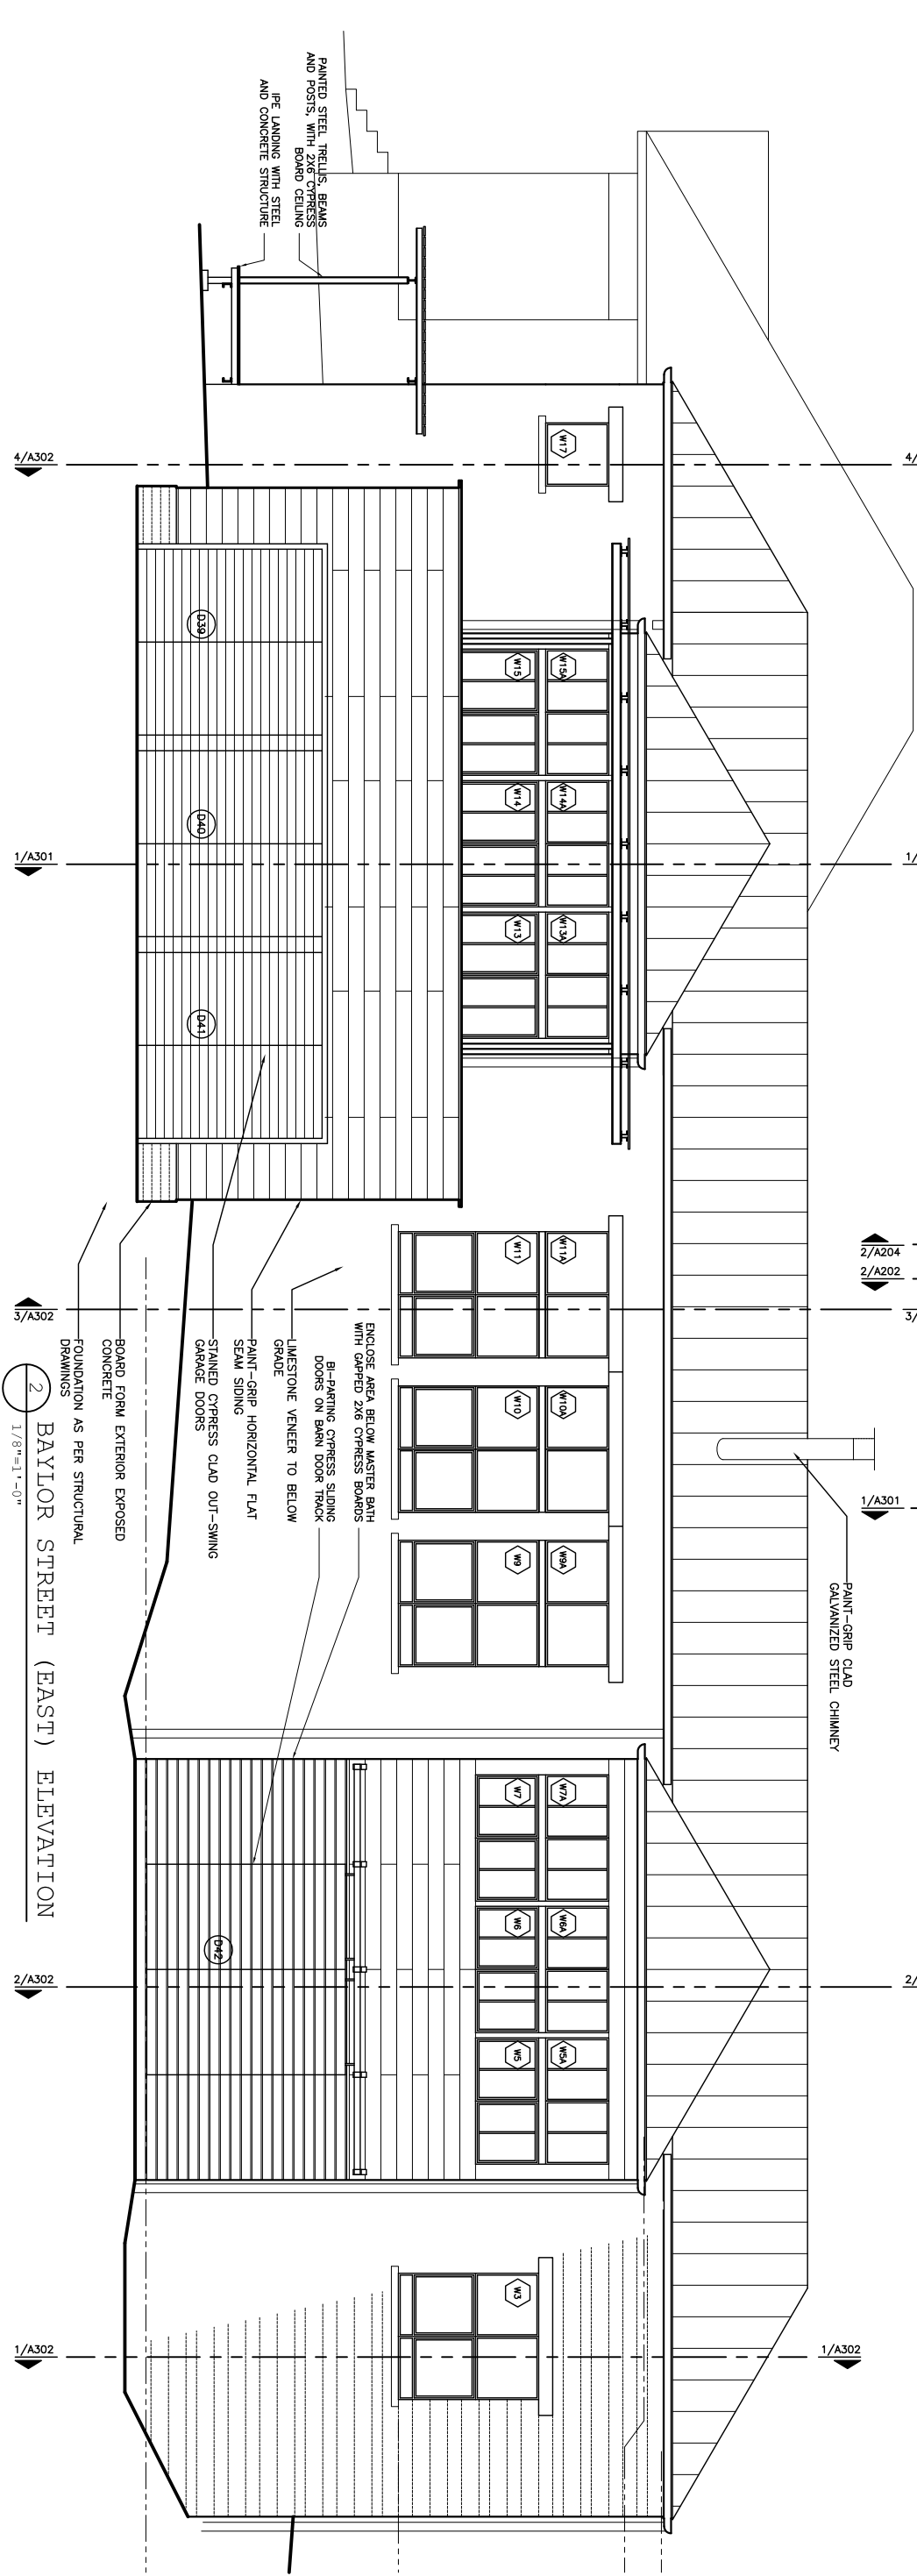 PAINTED STEEL TRELLIS, BEAMS
AND POSTS, WITH 2X6 CYPRESS
BOARD CEILING
IPE LANDING WITH STEEL
AND CONCRETE STRUCTURE
4/A302
4/
W17
W15A
W15
W14A
W14
W13A
W13
D39
D40
D41
1/A301
1/
2/A204
2/A202
3/A302
3/
W11A
W11
W10A
W10
W9A
W9
1/A301
PAINT-GRIP CLAD
GALVANIZED STEEL CHIMNEY
ENCLOSE AREA BELOW MASTER BATH
WITH GAPPED 2X6 CYPRESS BOARDS
BI-PARTING CYPRESS SLIDING
DOORS ON BARN DOOR TRACK
LIMESTONE VENEER TO BELOW
GRADE
PAINT-GRIP HORIZONTAL FLAT
SEAM SIDING
STAINED CYPRESS CLAD OUT-SWING
GARAGE DOORS
BOARD FORM EXTERIOR EXPOSED
CONCRETE
FOUNDATION AS PER STRUCTURAL
DRAWINGS
2
BAYLOR STREET (EAST) ELEVATION
1/8"=1'-0"
W7A
W7
W6A
W6
W5A
W5
D42
2/A302
2/
W3
1/A302
1/A302